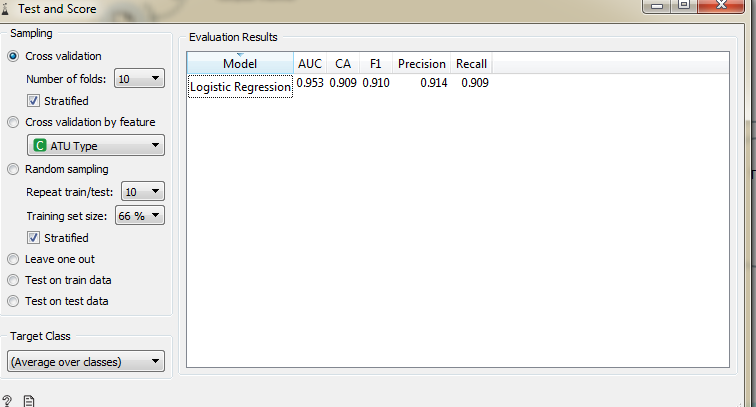 Test and Score
Sampling
Cross validation
Number of folds: 10
Stratified
Cross validation by feature
C ATU Type
Random sampling
Repeat train/test: 10
Training set size: 66 %
Stratified
Leave one out
Test on train data
Test on test data
Target Class
(Average over classes)
?
Evaluation Results
Model AUC CA F1 Precision Recall
Logistic Regression 0.953 0.909 0.910 0.914 0.909